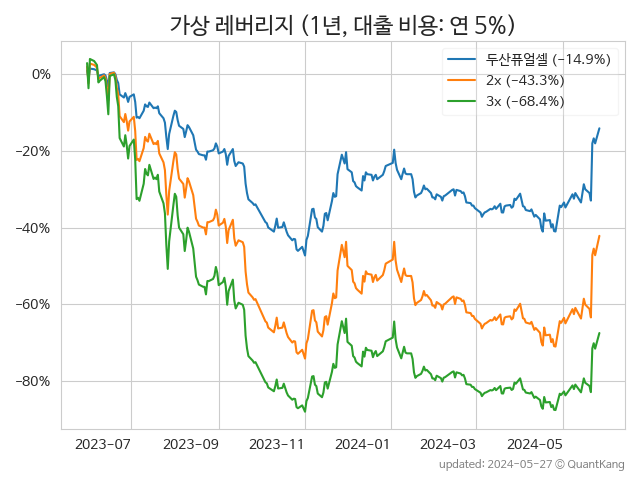 가상 레버리지 (1년, 대출 비용: 연 5%)
두산퓨얼셀 (−14.9%)
2x (−43.3%)
3x (−68.4%)
0%
−20%
−40%
−60%
−80%
2023−07 2023−09 2023−11 2024−01 2024−03 2024−05
updated: 2024−05−27 © QuantKang